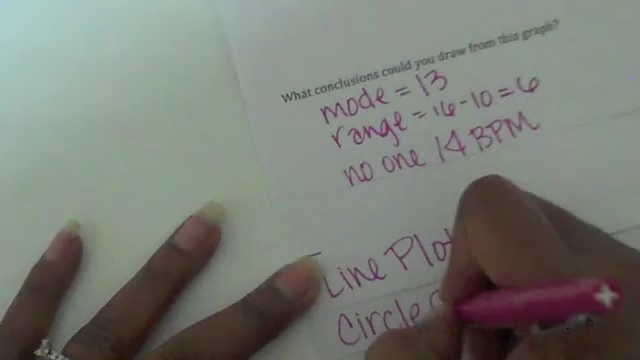 What conclusions could you draw from this graph?
mode = 13
range = 16-10 = 6
no one 14 BPM
Line Plot
Circle